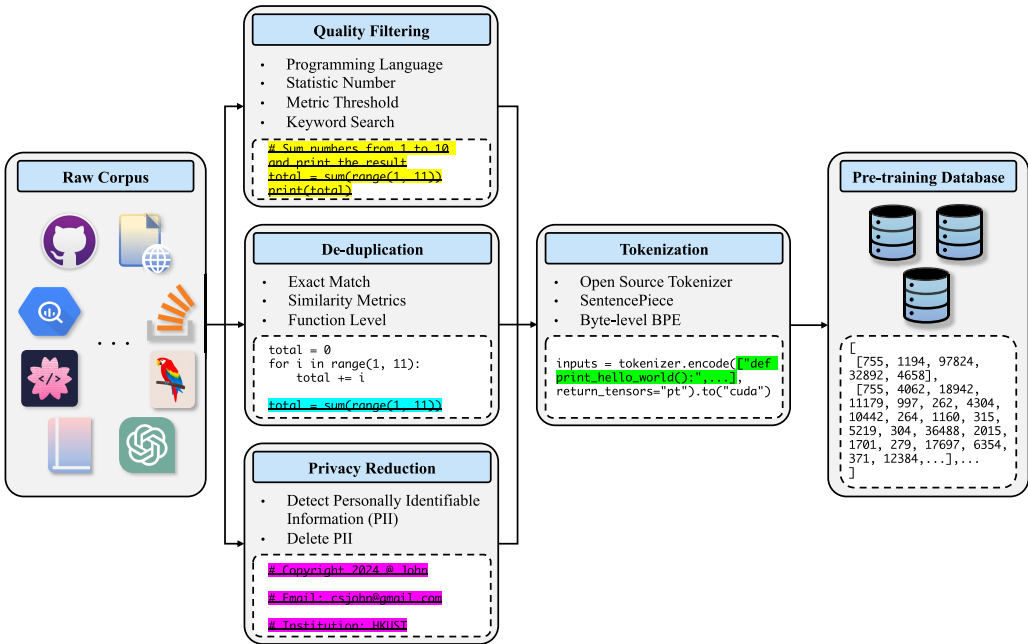 Raw Corpus
. . .
</>
Quality Filtering
• Programming Language
• Statistic Number
• Metric Threshold
• Keyword Search
# Sum numbers from 1 to 10
and print the result
total = sum(range(1, 11))
print(total)
De-duplication
• Exact Match
• Similarity Metrics
• Function Level
total = 0
for i in range(1, 11):
    total += i
total = sum(range(1, 11))
Privacy Reduction
• Detect Personally Identifiable
Information (PII)
• Delete PII
# Copyright 2024 @ John
# Email: csjohn@gmail.com
# Institution: HKUST
Tokenization
• Open Source Tokenizer
• SentencePiece
• Byte-level BPE
inputs = tokenizer.encode(["def
print_hello_world():",...],
return_tensors="pt").to("cuda")
Pre-training Database
[
[755, 1194, 97824,
32892, 4658],
[755, 4062, 18942,
11179, 997, 262, 4304,
10442, 264, 1160, 315,
5219, 304, 36488, 2015,
1701, 279, 17697, 6354,
371, 12384,...],...
]